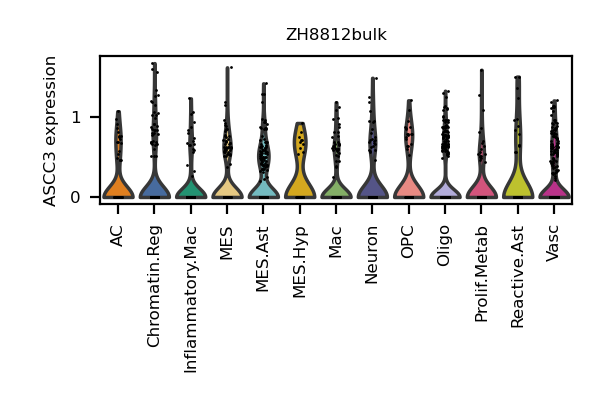 ZH8812bulk
ASCC3 expression
1
0
AC
Chromatin.Reg
Inflammatory.Mac
MES
MES.Ast
MES.Hyp
Mac
Neuron
OPC
Oligo
Prolif.Metab
Reactive.Ast
Vasc